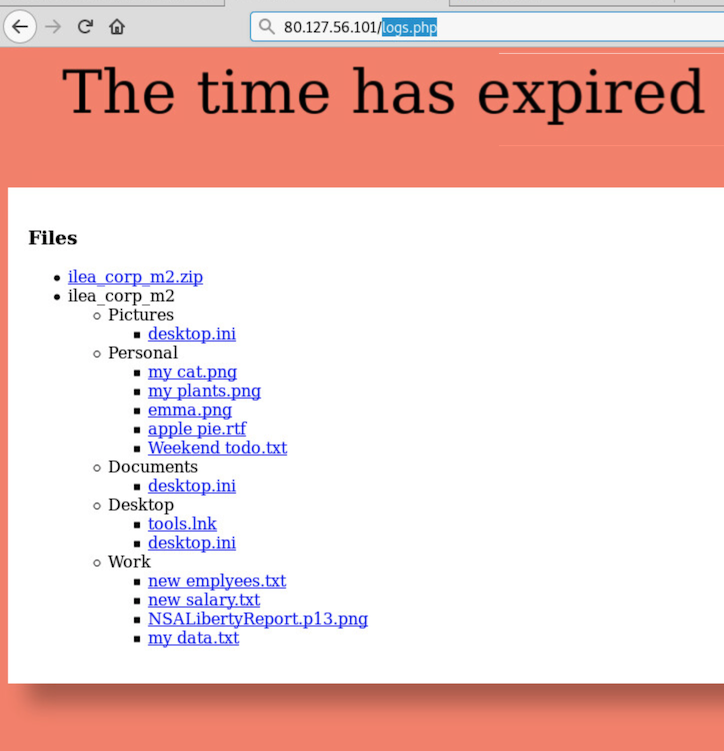 80.127.56.101/logs.php
The time has expired
Files
ilea_corp_m2.zip
ilea_corp_m2
Pictures
desktop.ini
Personal
my cat.png
my plants.png
emma.png
apple pie.rtf
Weekend todo.txt
Documents
desktop.ini
Desktop
tools.lnk
desktop.ini
Work
new emplyees.txt
new salary.txt
NSALibertyReport.p13.png
my data.txt